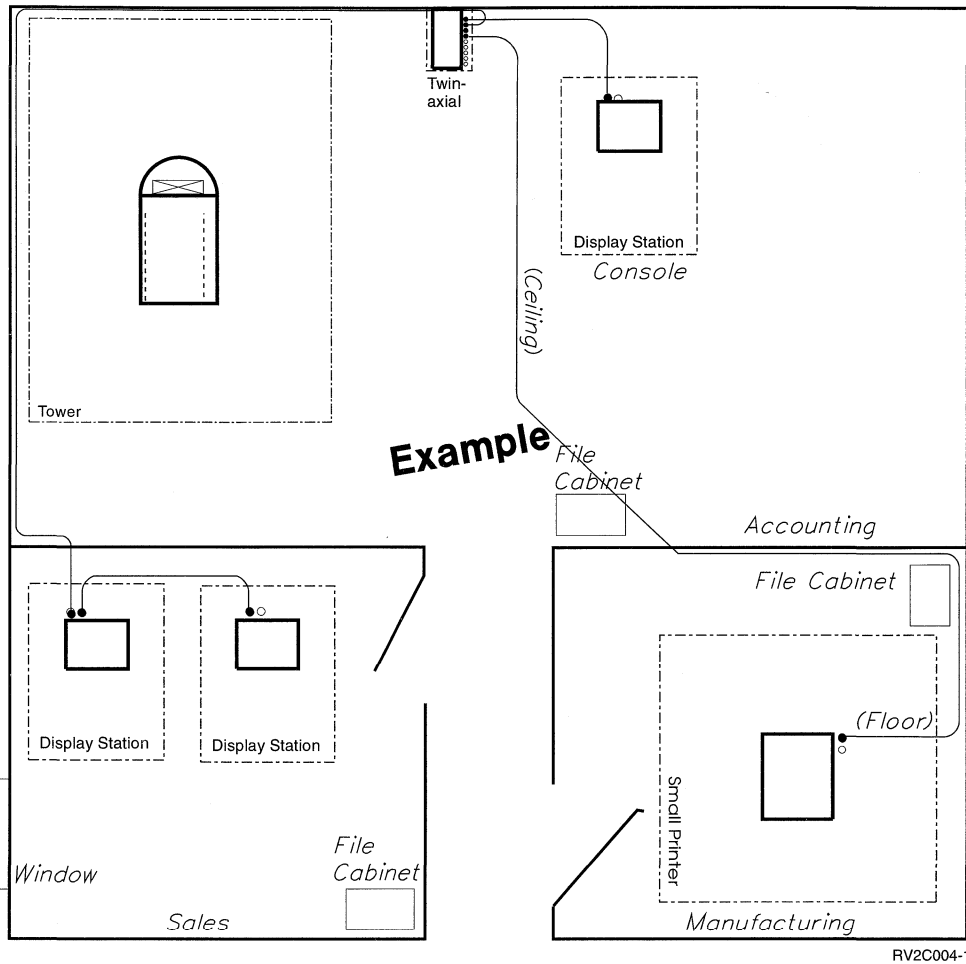 Twin-
axial
Display Station
Console
(Ceiling)
Tower
Example
File
Cabinet
Accounting
File Cabinet
(Floor)
Display Station
Display Station
Small Printer
File
Cabinet
Window
Sales
Manufacturing